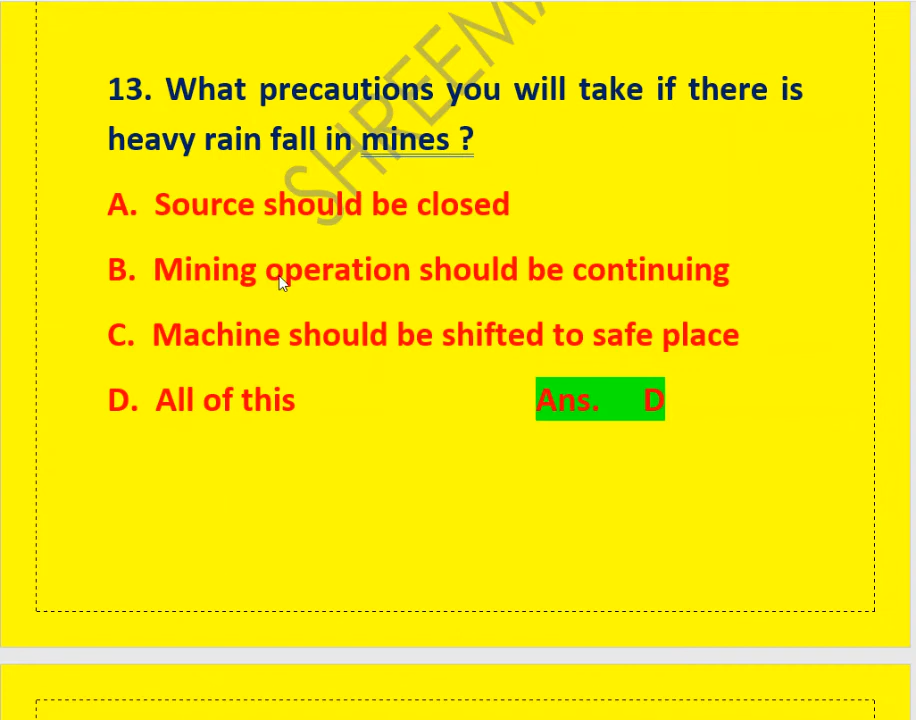 SHREEMA
13. What precautions you will take if there is
heavy rain fall in mines ?
A. Source should be closed
B. Mining operation should be continuing
C. Machine should be shifted to safe place
D. All of this Ans. D